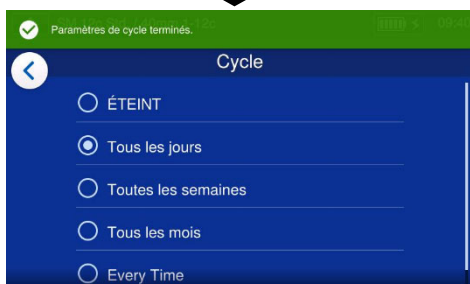 Paramètres de cycle terminés.
Cycle
ÉTEINT
Tous les jours
Toutes les semaines
Tous les mois
Every Time